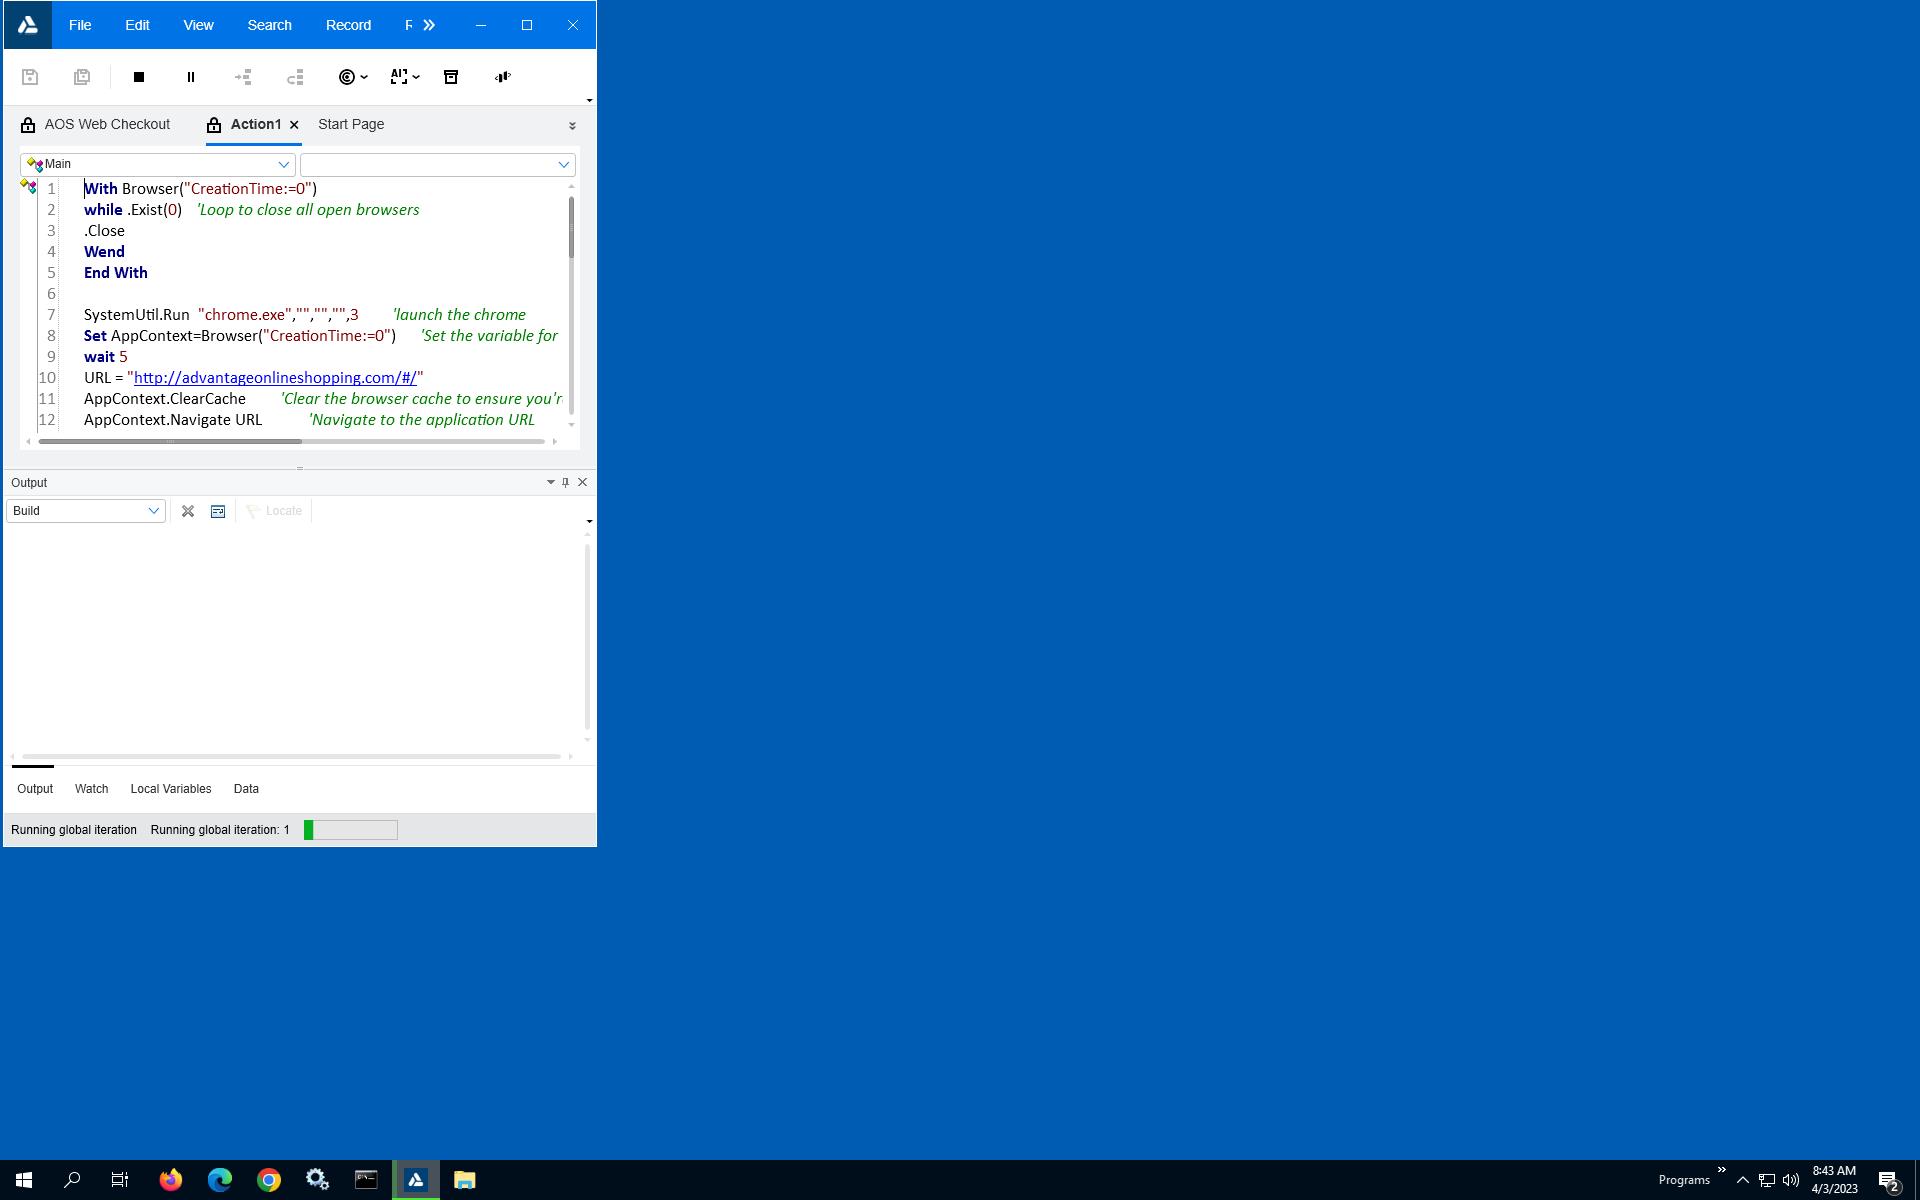 File Edit View Search Record
AOS Web Checkout Action1 Start Page
Main
1 With Browser("CreationTime:=0")
2 while .Exist(0) 'Loop to close all open browsers
3 .Close
4 Wend
5 End With
6
7 SystemUtil.Run "chrome.exe","","","",3 'launch the chrome
8 Set AppContext=Browser("CreationTime:=0") 'Set the variable for
9 wait 5
10 URL = "http://advantageonlineshopping.com/#/"
11 AppContext.ClearCache 'Clear the browser cache to ensure you're
12 AppContext.Navigate URL 'Navigate to the application URL
Output
Build Locate
Output Watch Local Variables Data
Running global iteration Running global iteration: 1
Programs 8:43 AM
4/3/2023 2